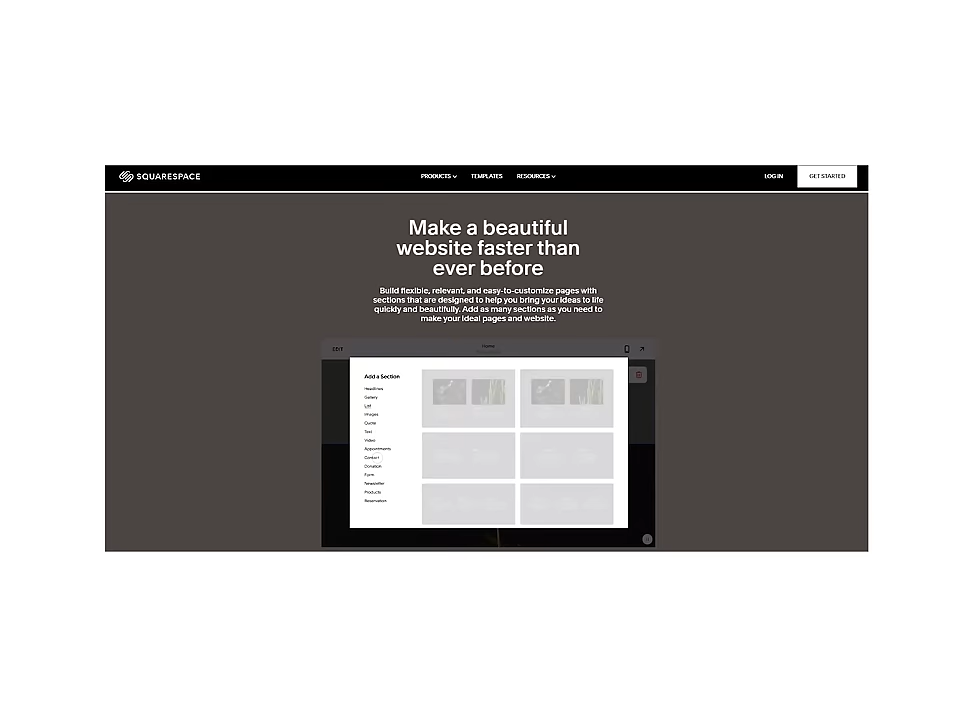 SQUARESPACE
PRODUCTS TEMPLATES RESOURCES LOG IN GET STARTED
Make a beautiful
website faster than
ever before
Build flexible, relevant, and easy-to-customize pages with
sections that are designed to help you bring your ideas to life
quickly and beautifully. Add as many sections as you need to
make your ideal pages and website.
EDIT Home
Add a Section
Headlines
Gallery
List
Images
Quote
Text
Video
Appointments
Contact
Donation
Form
Newsletter
Products
Reservation